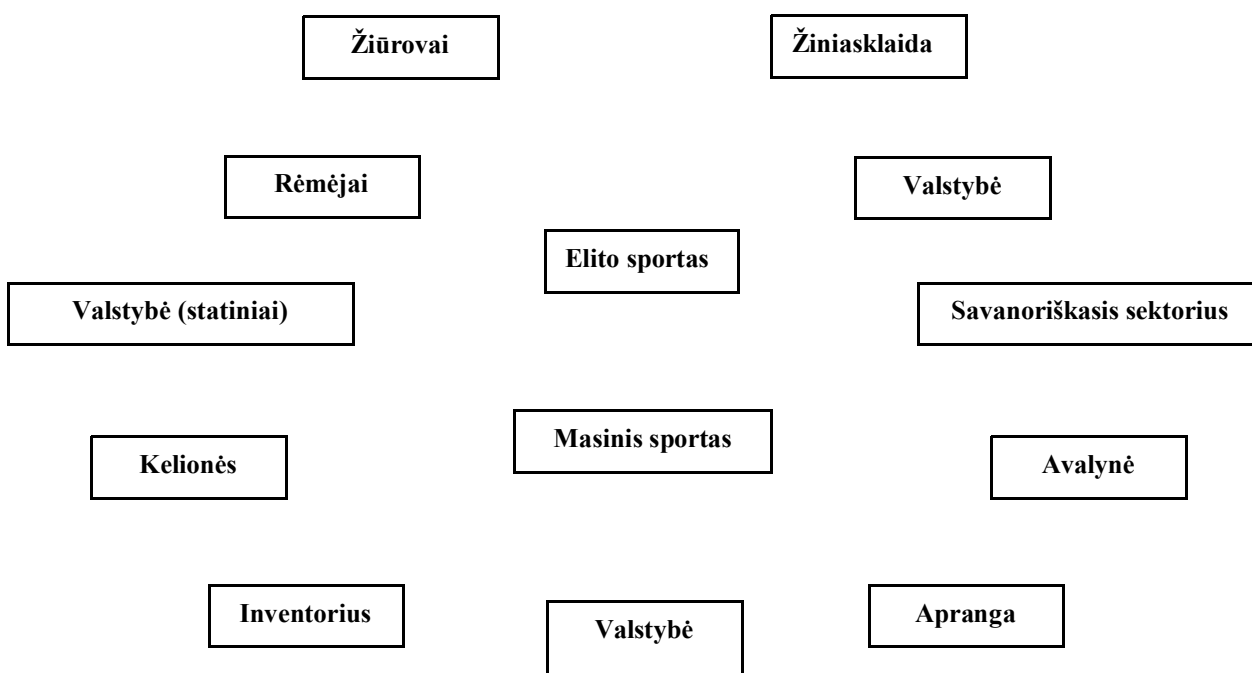 Žiūrovai
Žiniasklaida
Rėmėjai
Valstybė
Elito sportas
Valstybė (statiniai)
Savanoriškasis sektorius
Masinis sportas
Kelionės
Avalynė
Inventorius
Valstybė
Apranga